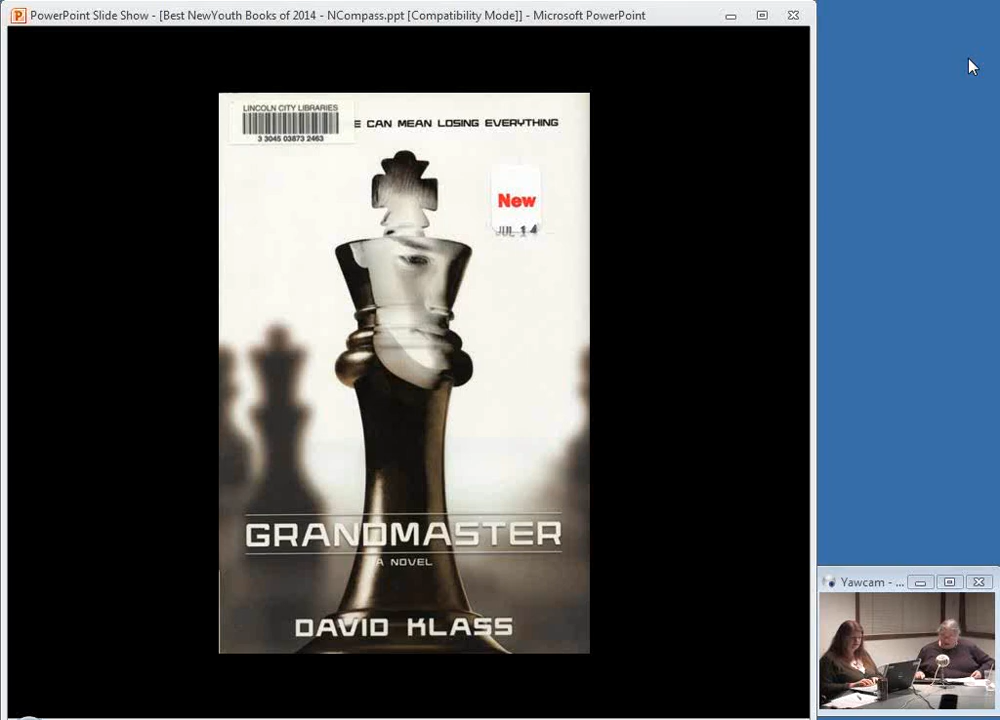 PowerPoint Slide Show - [Best NewYouth Books of 2014 - NCompass.ppt [Compatibility Mode]] - Microsoft PowerPoint
LINCOLN CITY LIBRARIES
3 3045 03873 2463
E CAN MEAN LOSING EVERYTHING
New
JUL 14
GRANDMASTER
A NOVEL
DAVID KLASS
Yawcam - ...